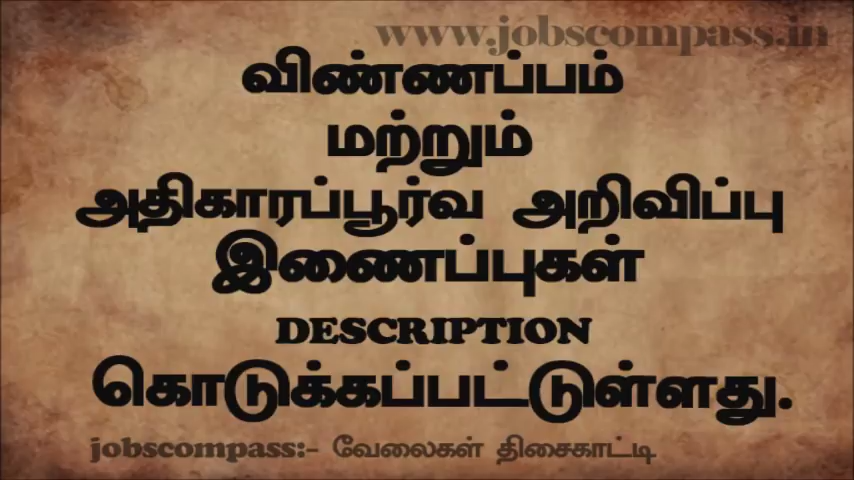 www.jobscompass.in
விண்ணப்பம்
மற்றும்
அதிகாரப்பூர்வ அறிவிப்பு
இணைப்புகள்
DESCRIPTION
கொடுக்கப்பட்டுள்ளது.
jobscompass:- வேலைகள் திசைகாட்டி